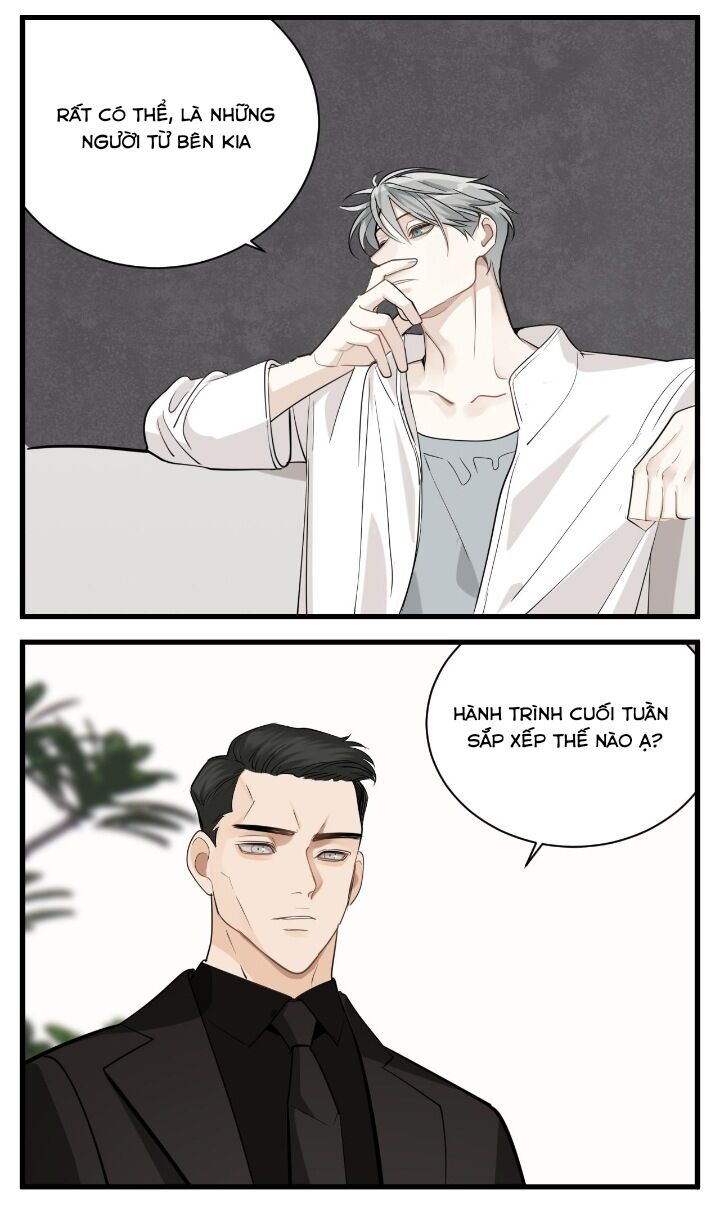 RẤT CÓ THỂ, LÀ NHỮNG
NGƯỜI TỪ BÊN KIA
HÀNH TRÌNH CUỐI TUẦN
SẮP XẾP THẾ NÀO Ạ?